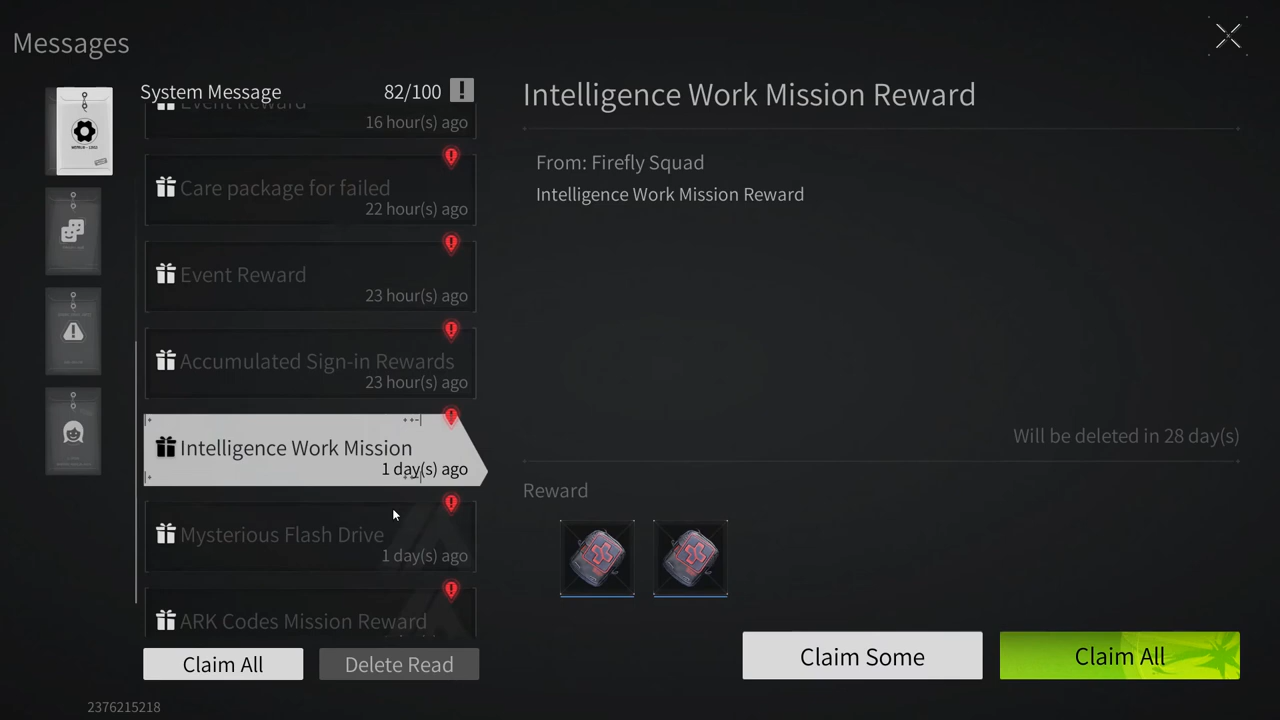 Messages
System Message 82/100
Event Reward
16 hour(s) ago
Care package for failed
22 hour(s) ago
Event Reward
23 hour(s) ago
Accumulated Sign-in Rewards
23 hour(s) ago
Intelligence Work Mission
1 day(s) ago
Mysterious Flash Drive
1 day(s) ago
ARK Codes Mission Reward
Claim All
Delete Read
2376215218
Intelligence Work Mission Reward
From: Firefly Squad
Intelligence Work Mission Reward
Will be deleted in 28 day(s)
Reward
Claim Some
Claim All